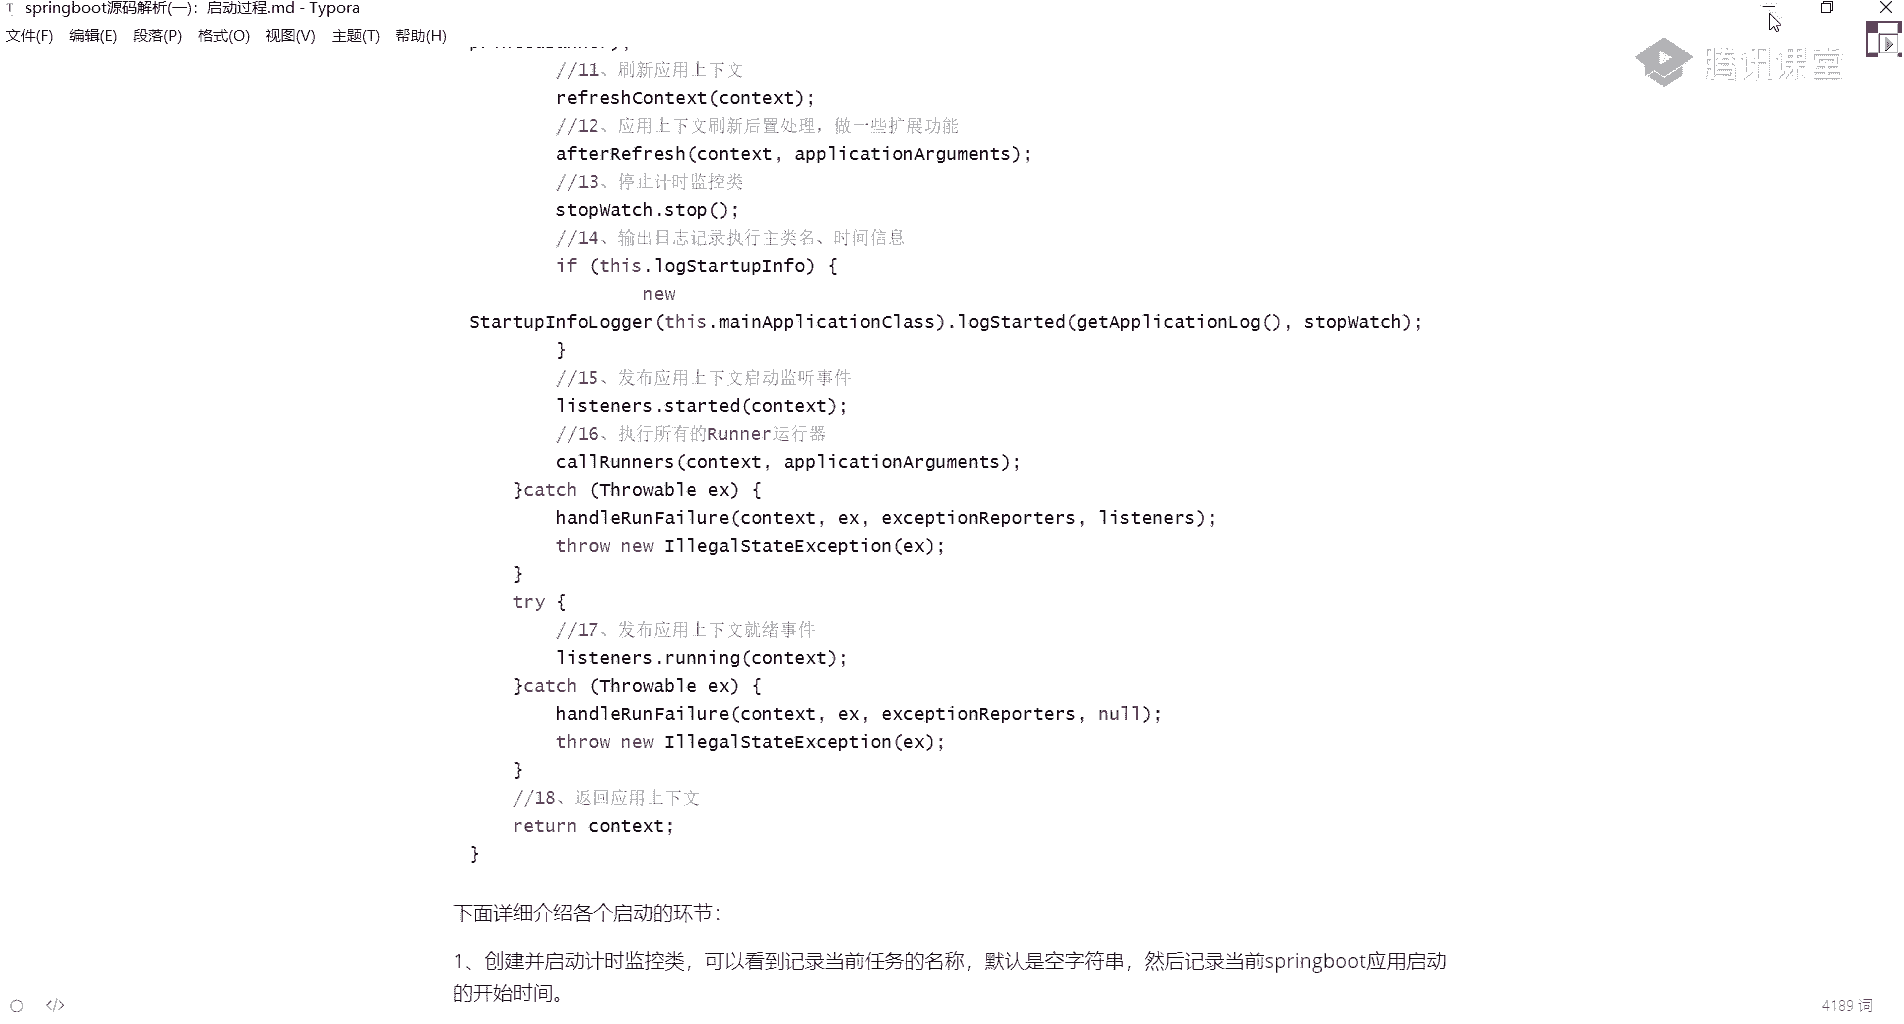 springboot源码解析(一)：启动过程.md - Typora
文件(F) 编辑(E) 段落(P) 格式(O) 视图(V) 主题(T) 帮助(H)
腾讯课堂
//11、刷新应用上下文
refreshContext(context);
//12、应用上下文刷新后置处理，做一些扩展功能
afterRefresh(context, applicationArguments);
//13、停止计时监控类
stopWatch.stop();
//14、输出日志记录执行主类名、时间信息
if (this.logStartupInfo) {
new
StartupInfoLogger(this.mainApplicationClass).logStarted(getApplicationLog(), stopWatch);
}
//15、发布应用上下文启动监听事件
listeners.started(context);
//16、执行所有的Runner运行器
callRunners(context, applicationArguments);
}catch (Throwable ex) {
handleRunFailure(context, ex, exceptionReporters, listeners);
throw new IllegalStateException(ex);
}
try {
//17、发布应用上下文就绪事件
listeners.running(context);
}catch (Throwable ex) {
handleRunFailure(context, ex, exceptionReporters, null);
throw new IllegalStateException(ex);
}
//18、返回应用上下文
return context;
}
下面详细介绍各个启动的环节：
1、创建并启动计时监控类，可以看到记录当前任务的名称，默认是空字符串，然后记录当前springboot应用启动
的开始时间。
4189 词